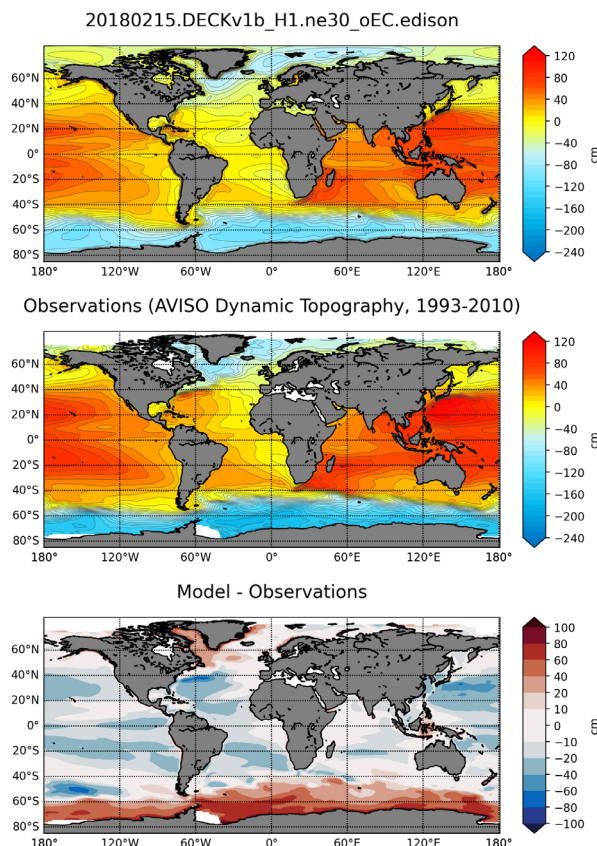 20180215.DECKv1b_H1.ne30_oEC.edison
60°N
40°N
20°N
0°
20°S
40°S
60°S
80°S
180° 120°W 60°W 0° 60°E 120°E 180°
120
80
40
0
−40
−80
−120
−160
−200
−240
cm
Observations (AVISO Dynamic Topography, 1993-2010)
60°N
40°N
20°N
0°
20°S
40°S
60°S
80°S
180° 120°W 60°W 0° 60°E 120°E 180°
120
80
40
0
−40
−80
−120
−160
−200
−240
cm
Model - Observations
60°N
40°N
20°N
0°
20°S
40°S
60°S
80°S
180° 120°W 60°W 0° 60°E 120°E 180°
100
80
60
40
20
10
0
−10
−20
−40
−60
−80
−100
cm